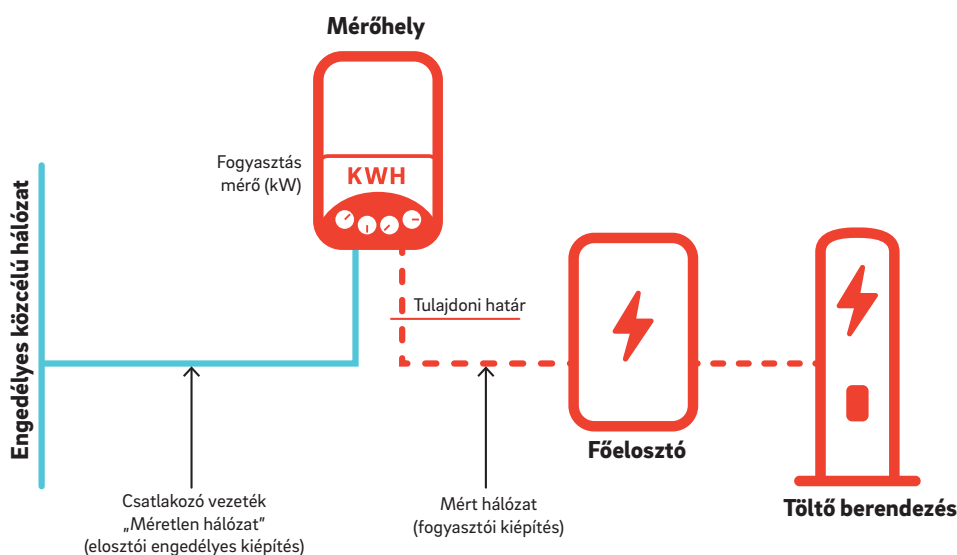 Mérőhely
Fogyasztás
mérő (kW)
KWH
Engedélyes közcélú hálózat
Tulajdoni határ
Főelosztó
Töltő berendezés
Csatlakozó vezeték
„Méretlen hálózat”
(elosztói engedélyes kiépítés)
Mért hálózat
(fogyasztói kiépítés)